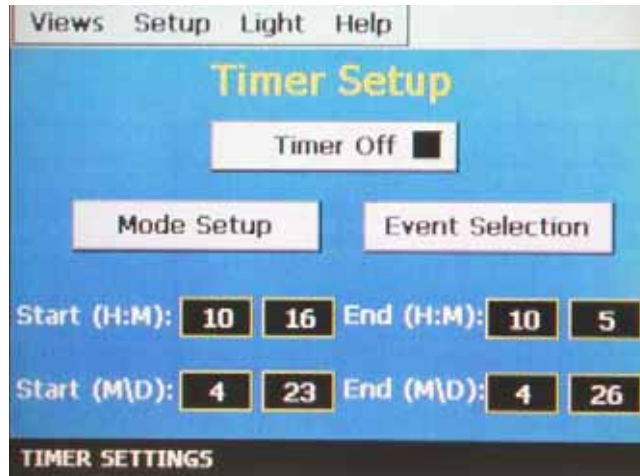 Views Setup Light Help
Timer Setup
Timer Off
Mode Setup Event Selection
Start (H:M): 10 16 End (H:M): 10 5
Start (M\D): 4 23 End (M\D): 4 26
TIMER SETTINGS